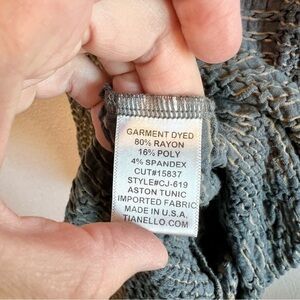 GARMENT DYED
80% RAYON
16% POLY
4% SPANDEX
CUT#15837
STYLE#CJ-619
ASTON TUNIC
IMPORTED FABRIC
MADE IN U.S.A.
TIANELLO.COM